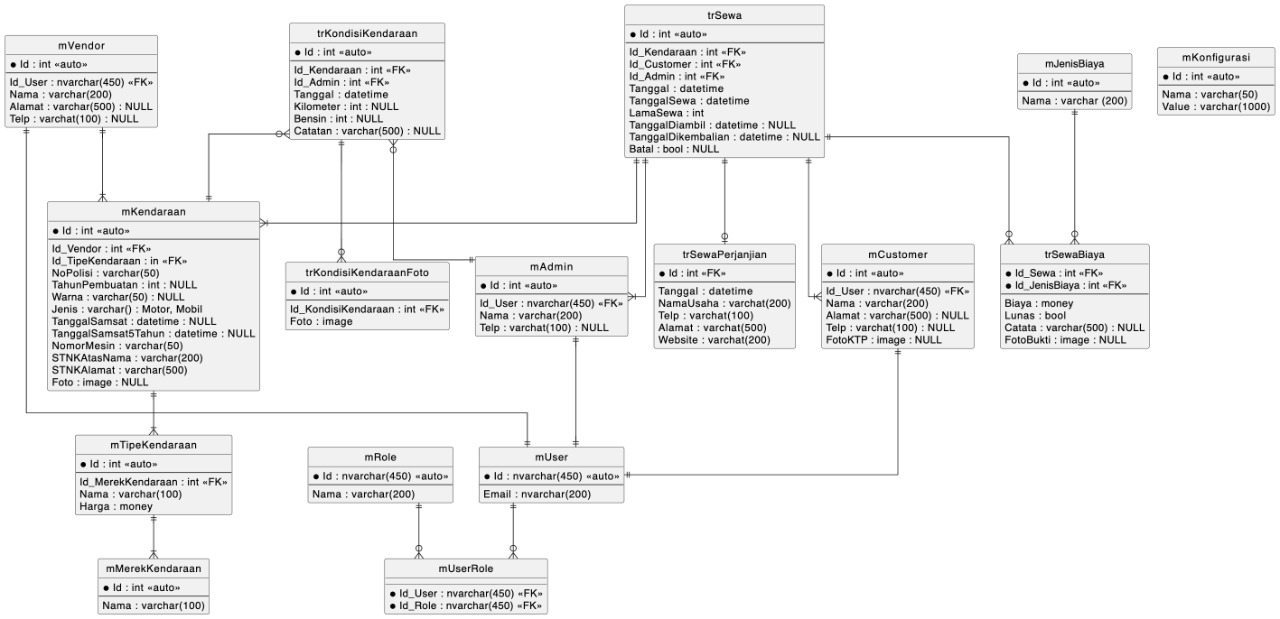 mVendor
● Id : int «auto»
Id_User : nvarchar(450) «FK»
Nama : varchar(200)
Alamat : varchar(500) : NULL
Telp : varchat(100) : NULL
trKondisiKendaraan
● Id : int «auto»
Id_Kendaraan : int «FK»
Id_Admin : int «FK»
Tanggal : datetime
Kilometer : int : NULL
Bensin : int : NULL
Catatan : varchar(500) : NULL
trSewa
● Id : int «auto»
Id_Kendaraan : int «FK»
Id_Customer : int «FK»
Id_Admin : int «FK»
Tanggal : datetime
TanggalSewa : datetime
LamaSewa : int
TanggalDiambil : datetime : NULL
TanggalDikembalian : datetime : NULL
Batal : bool : NULL
mJenisBiaya
● Id : int «auto»
Nama : varchar (200)
mKonfigurasi
● Id : int «auto»
Nama : varchar(50)
Value : varchar(1000)
mKendaraan
● Id : int «auto»
Id_Vendor : int «FK»
Id_TipeKendaraan : in «FK»
NoPolisi : varchar(50)
TahunPembuatan : int : NULL
Warna : varchar(50) : NULL
Jenis : varchar() : Motor, Mobil
TanggalSamsat : datetime : NULL
TanggalSamsat5Tahun : datetime : NULL
NomorMesin : varchar(50)
STNKAtasNama : varchar(200)
STNKAlamat : varchar(500)
Foto : image : NULL
trKondisiKendaraanFoto
● Id : int «auto»
Id_KondisiKendaraan : int «FK»
Foto : image
mAdmin
● Id : int «auto»
Id_User : nvarchar(450) «FK»
Nama : varchar(200)
Telp : varchat(100) : NULL
trSewaPerjanjian
● Id : int «FK»
Tanggal : datetime
NamaUsaha : varchat(200)
Telp : varchat(100)
Alamat : varchat(500)
Website : varchat(200)
mCustomer
● Id : int «auto»
Id_User : nvarchar(450) «FK»
Nama : varchar(200)
Alamat : varchar(500) : NULL
Telp : varchat(100) : NULL
FotoKTP : image : NULL
trSewaBiaya
● Id_Sewa : int «FK»
● Id_JenisBiaya : int «FK»
Biaya : money
Lunas : bool
Catata : varchar(500) : NULL
FotoBukti : image : NULL
mTipeKendaraan
● Id : int «auto»
Id_MerekKendaraan : int «FK»
Nama : varchar(100)
Harga : money
mRole
● Id : nvarchar(450) «auto»
Nama : varchar(200)
mUser
● Id : nvarchar(450) «auto»
Email : nvarchar(200)
mMerekKendaraan
● Id : int «auto»
Nama : varchar(100)
mUserRole
● Id_User : nvarchar(450) «FK»
● Id_Role : nvarchar(450) «FK»